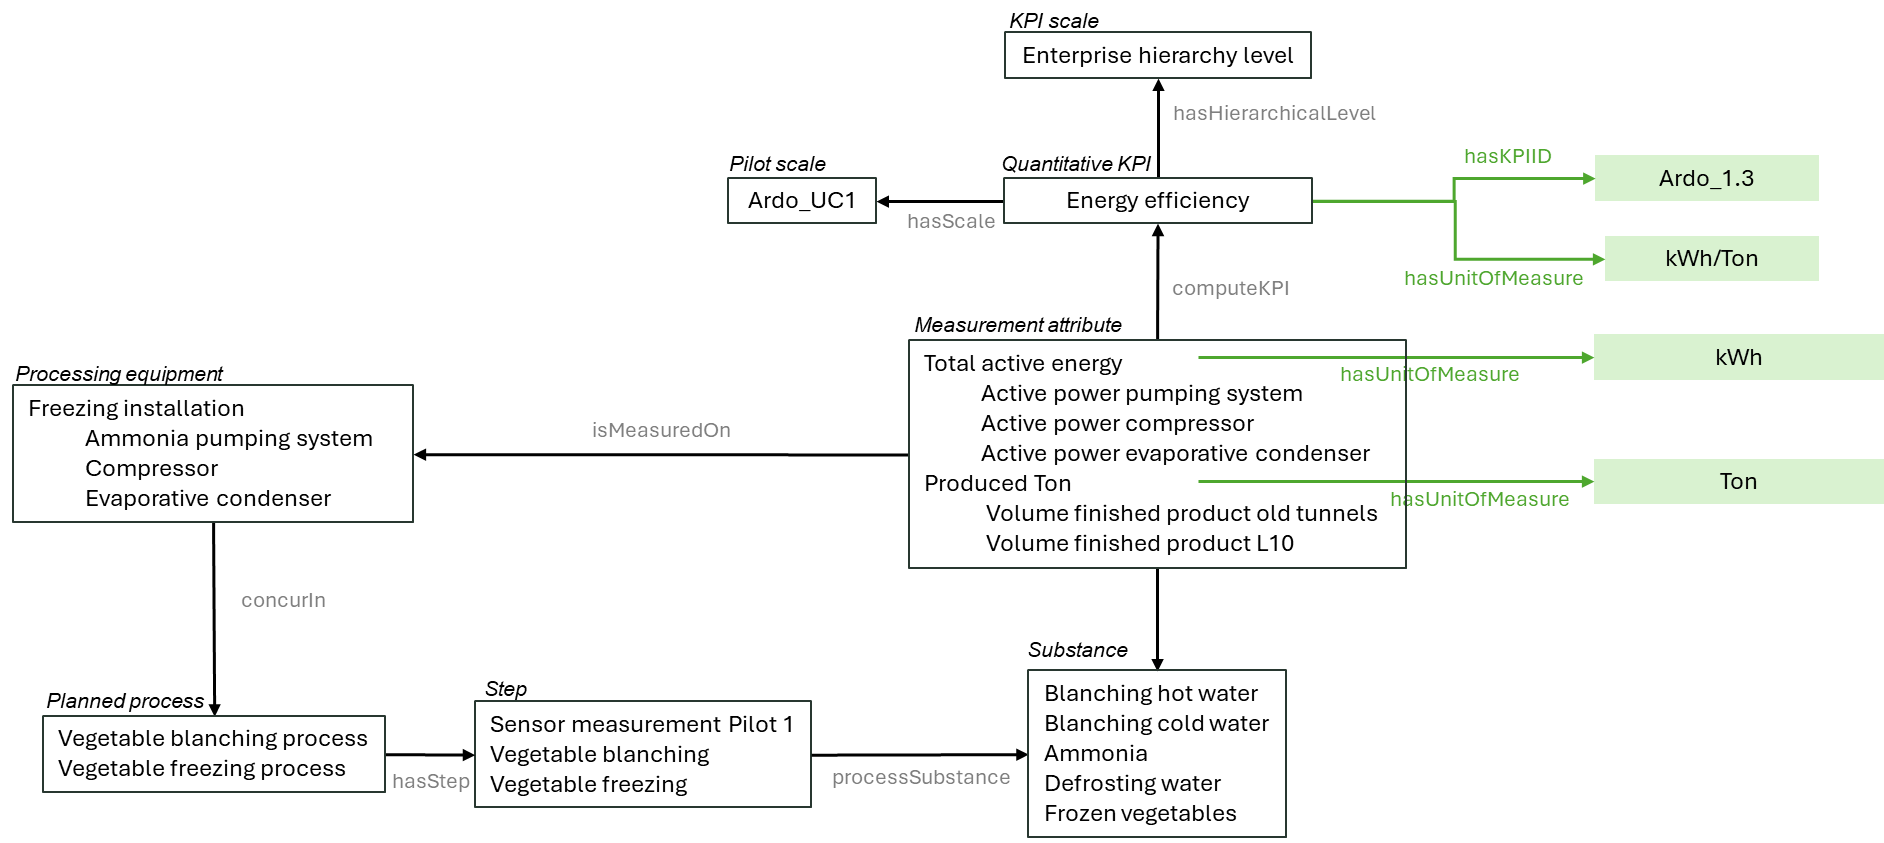 KPI scale
Enterprise hierarchy level
hasHierarchicalLevel
Pilot scale
Quantitative KPI
hasKPIID
Ardo_1.3
Ardo_UC1
hasScale
Energy efficiency
kWh/Ton
hasUnitOfMeasure
computeKPI
Measurement attribute
Total active energy
hasUnitOfMeasure
kWh
Active power pumping system
Active power compressor
Active power evaporative condenser
Produced Ton
hasUnitOfMeasure
Ton
Volume finished product old tunnels
Volume finished product L10
Processing equipment
Freezing installation
Ammonia pumping system
Compressor
Evaporative condenser
isMeasuredOn
concurIn
Planned process
Vegetable blanching process
Vegetable freezing process
hasStep
Step
Sensor measurement Pilot 1
Vegetable blanching
Vegetable freezing
processSubstance
Substance
Blanching hot water
Blanching cold water
Ammonia
Defrosting water
Frozen vegetables